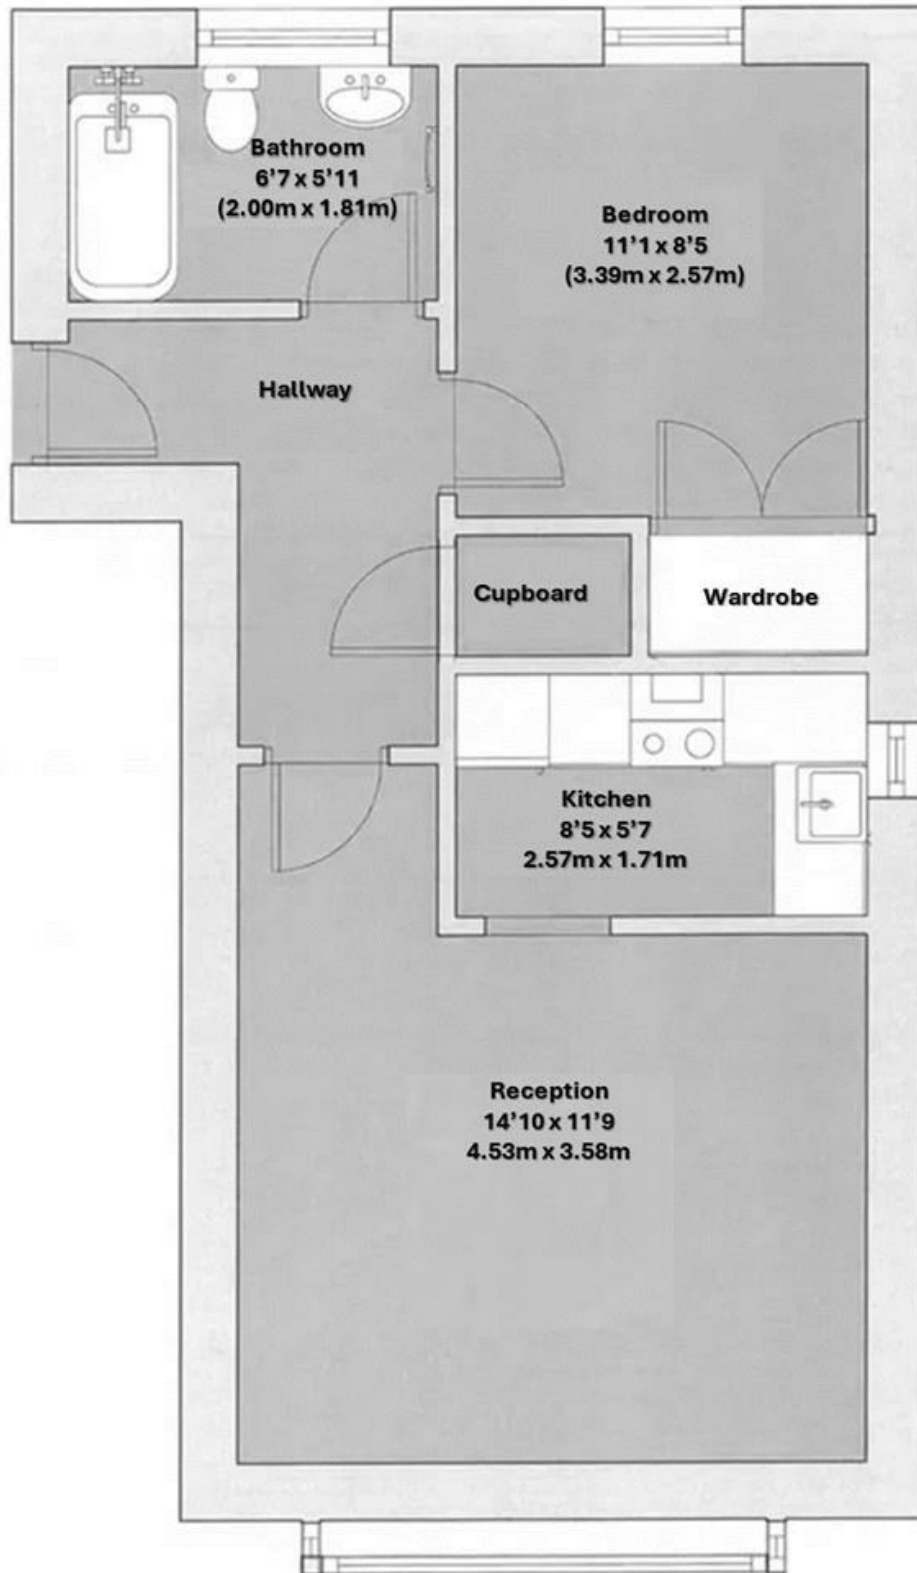 Bathroom
6'7 x 5'11
(2.00m x 1.81m)
Bedroom
11'1 x 8'5
(3.39m x 2.57m)
Hallway
Cupboard
Wardrobe
Kitchen
8'5 x 5'7
2.57m x 1.71m
Reception
14'10 x 11'9
4.53m x 3.58m